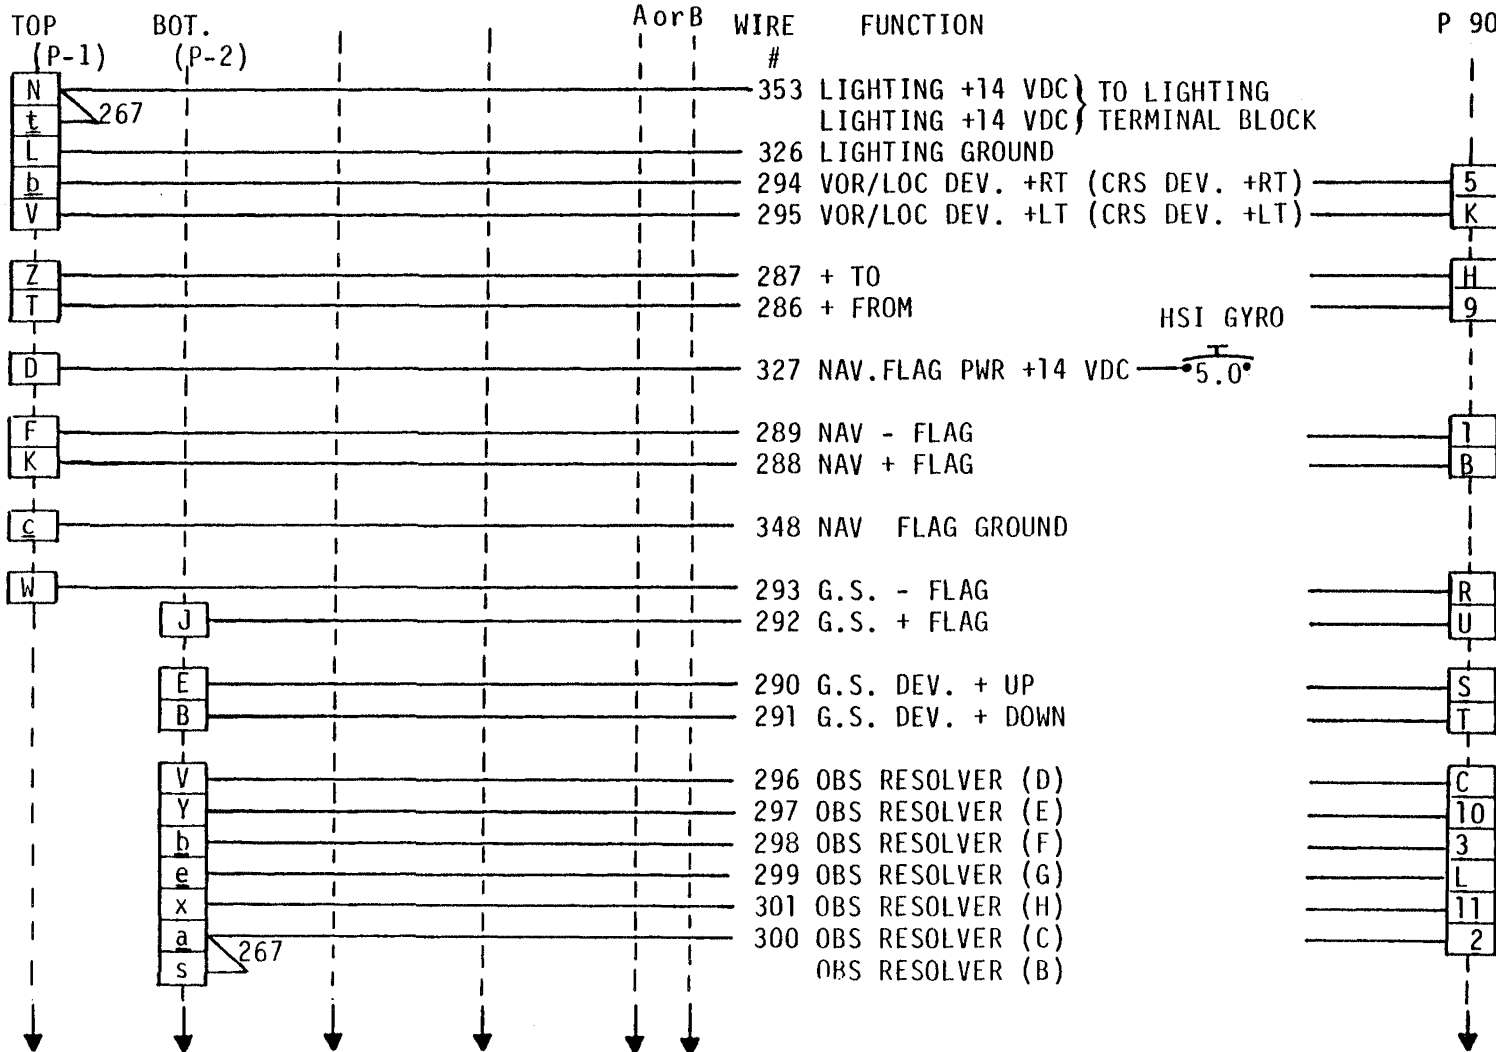 TOP BOT. A or B WIRE FUNCTION P 90
(P-1) (P-2) #
N 353 LIGHTING +14 VDC } TO LIGHTING
t 267 LIGHTING +14 VDC } TERMINAL BLOCK
L 326 LIGHTING GROUND
b 294 VOR/LOC DEV. +RT (CRS DEV. +RT) 5
V 295 VOR/LOC DEV. +LT (CRS DEV. +LT) K
Z 287 + TO H
T 286 + FROM 9
HSI GYRO
D 327 NAV.FLAG PWR +14 VDC 5.0
F 289 NAV - FLAG 1
K 288 NAV + FLAG B
c 348 NAV FLAG GROUND
W 293 G.S. - FLAG R
J 292 G.S. + FLAG U
E 290 G.S. DEV. + UP S
B 291 G.S. DEV. + DOWN T
V 296 OBS RESOLVER (D) C
Y 297 OBS RESOLVER (E) 10
b 298 OBS RESOLVER (F) 3
e 299 OBS RESOLVER (G) L
x 301 OBS RESOLVER (H) 11
a 300 OBS RESOLVER (C) 2
s 267 OBS RESOLVER (B)